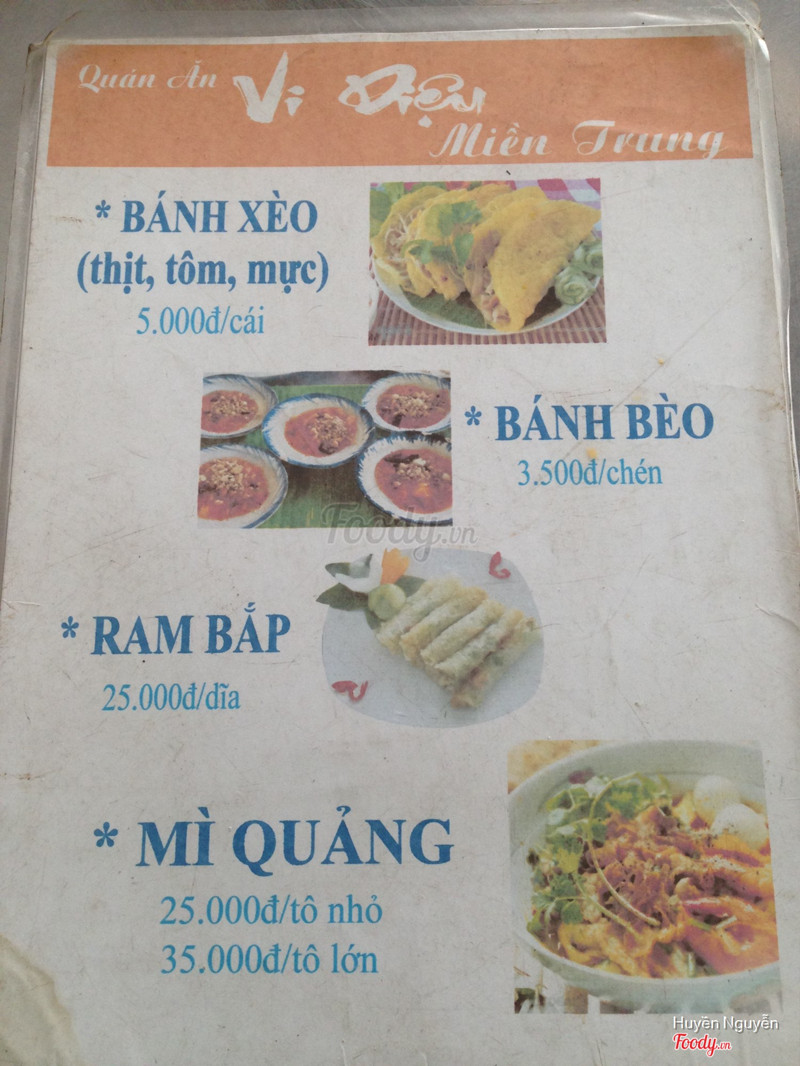 Quán Ăn Vi Diệu
Miền Trung
* BÁNH XÈO
(thịt, tôm, mực)
5.000đ/cái
* BÁNH BÈO
3.500đ/chén
Foody.vn
* RAM BẮP
25.000đ/dĩa
* MÌ QUẢNG
25.000đ/tô nhỏ
35.000đ/tô lớn
Huyền Nguyễn
Foody.vn